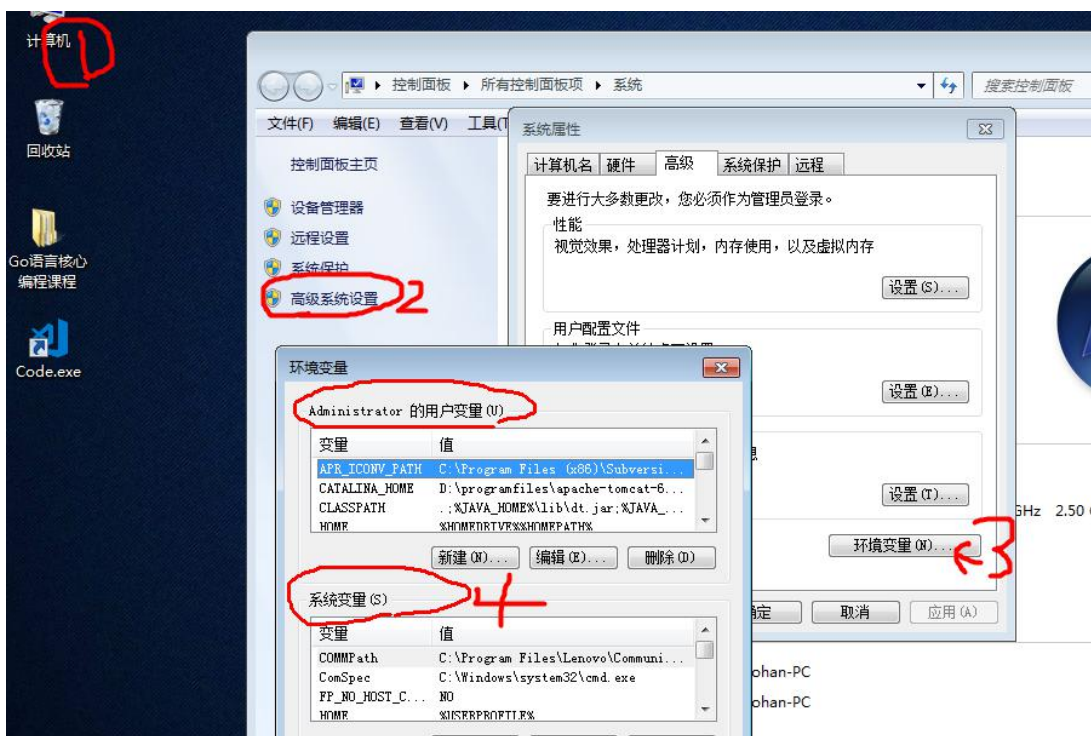 计算机
1
回收站
Go语言核心
编程课程
Code.exe
控制面板 所有控制面板项 系统
搜索控制面板
文件(F) 编辑(E) 查看(V) 工具(T
控制面板主页
设备管理器
远程设置
系统保护
高级系统设置
2
系统属性
计算机名 硬件 高级 系统保护 远程
要进行大多数更改，您必须作为管理员登录。
性能
视觉效果，处理器计划，内存使用，以及虚拟内存
设置(S)...
用户配置文件
设置(E)...
息
设置(T)...
环境变量(N)...
3
确定 取消 应用(A)
环境变量
Administrator 的用户变量(U)
变量 值
APR_ICONV_PATH C:\Program Files (x86)\Subversi...
CATALINA_HOME D:\programfiles\apache-tomcat-6...
CLASSPATH .;%JAVA_HOME%\lib\dt.jar;%JAVA_...
HOME %HOMEDRIVE%%HOMEPATH%
新建(N)... 编辑(E)... 删除(D)
系统变量(S)
4
变量 值
COMMPath C:\Program Files\Lenovo\Communi...
ComSpec C:\Windows\system32\cmd.exe
FP_NO_HOST_C... NO
HOME %USERPROFILE%
GHz 2.50
ohan-PC
ohan-PC